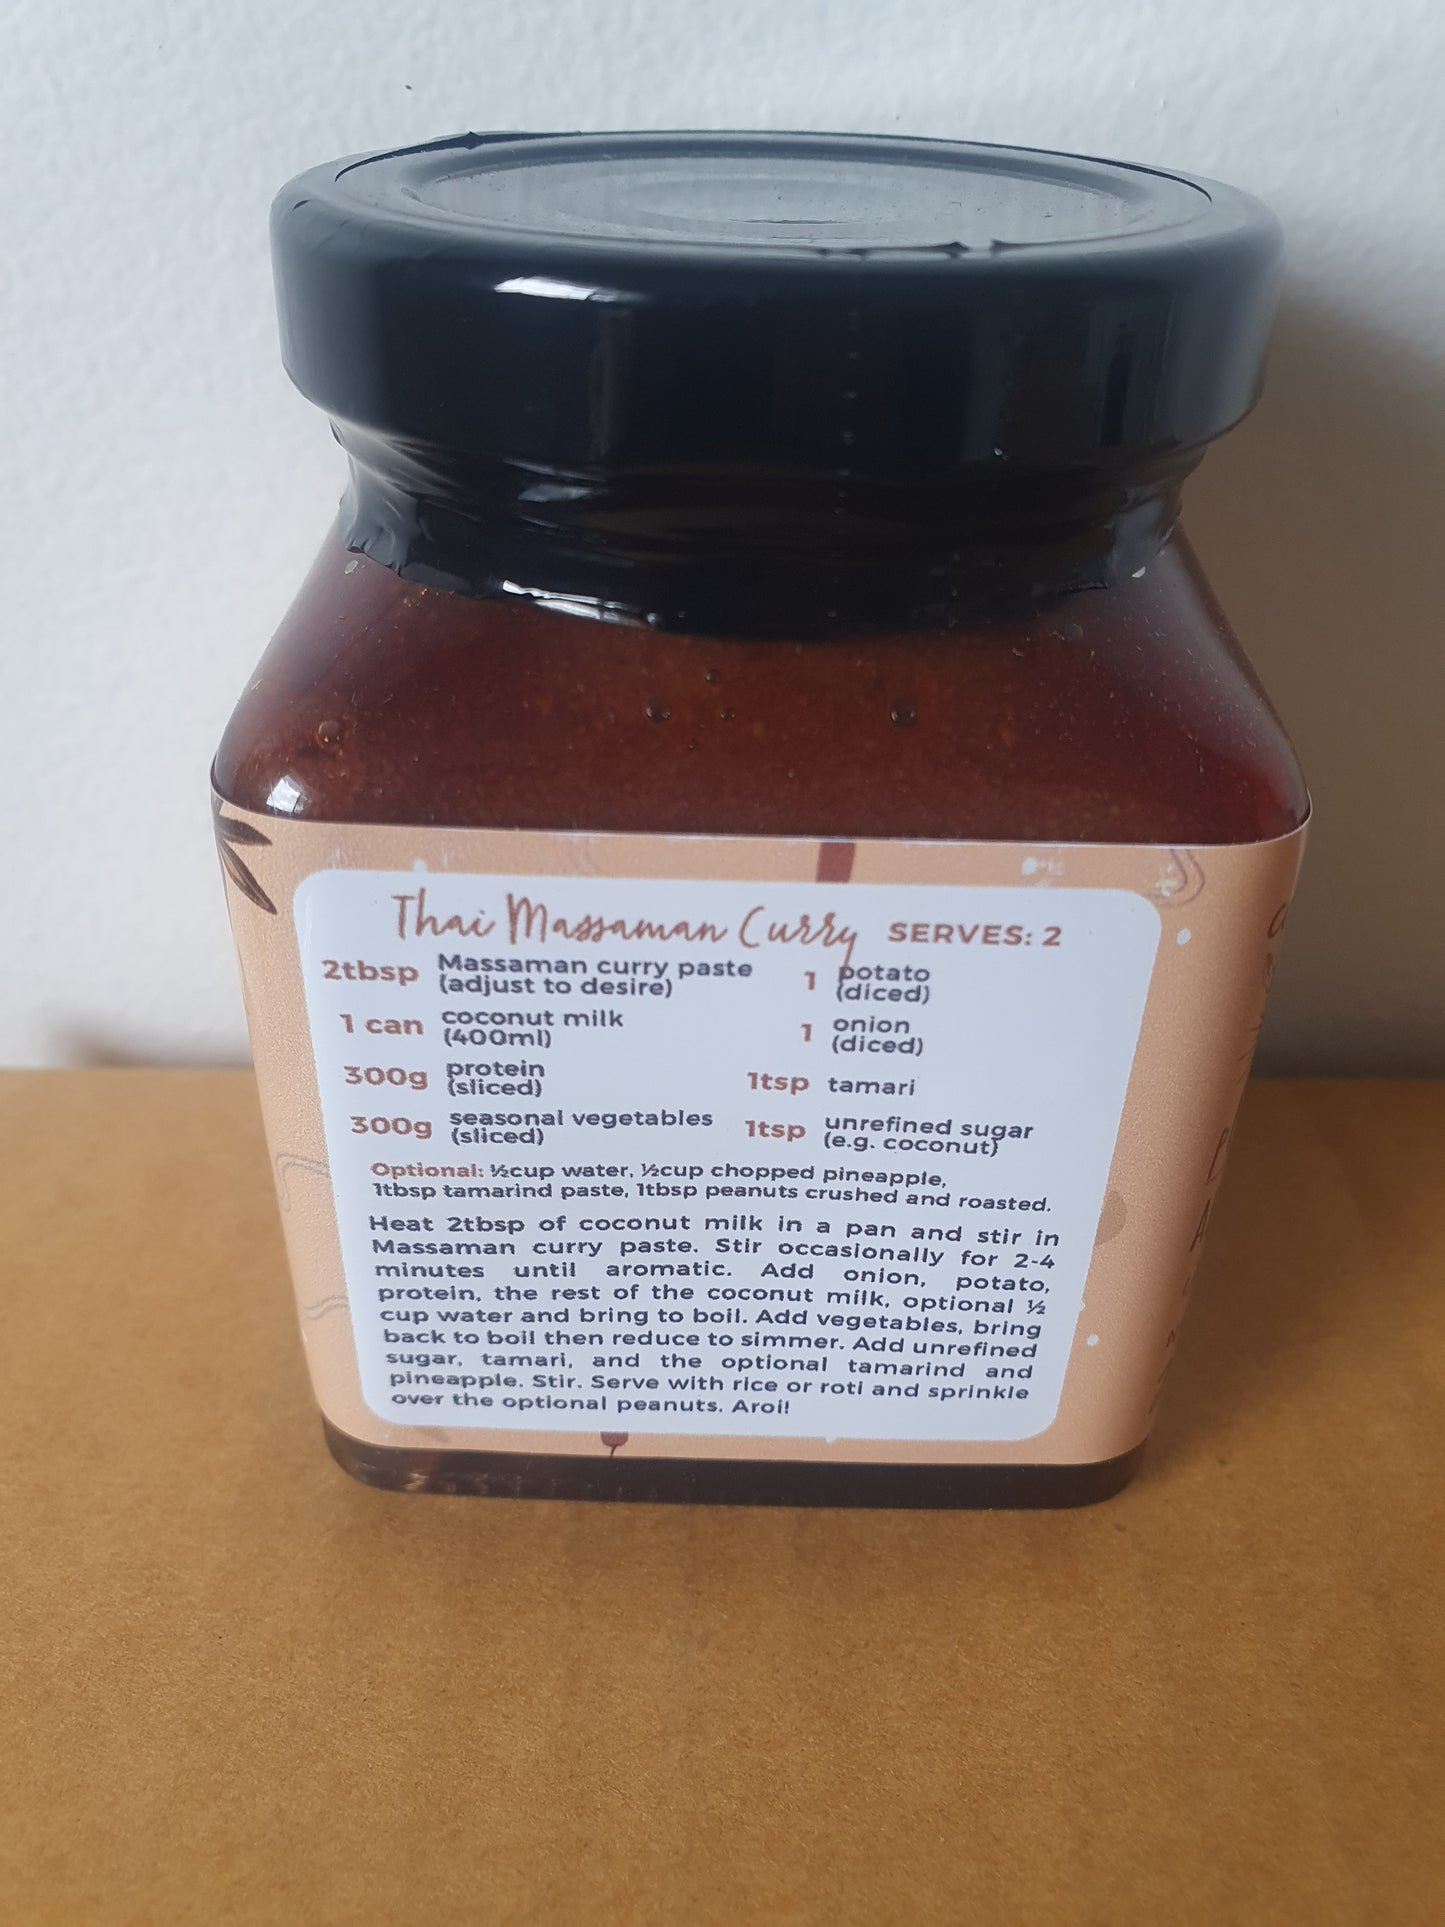 Thai Massaman Curry SERVES: 2
2tbsp Massaman curry paste
(adjust to desire)
1 can coconut milk
(400ml)
300g protein
(sliced)
300g seasonal vegetables
(sliced)
1 potato
(diced)
1 onion
(diced)
1tsp tamari
1tsp unrefined sugar
(e.g. coconut)
Optional: ½cup water, ½cup chopped pineapple,
1tbsp tamarind paste, 1tbsp peanuts crushed and roasted.
Heat 2tbsp of coconut milk in a pan and stir in
Massaman curry paste. Stir occasionally for 2-4
minutes until aromatic. Add onion, potato,
protein, the rest of the coconut milk, optional ½
cup water and bring to boil. Add vegetables, bring
back to boil then reduce to simmer. Add unrefined
sugar, tamari, and the optional tamarind and
pineapple. Stir. Serve with rice or roti and sprinkle
over the optional peanuts. Aroi!